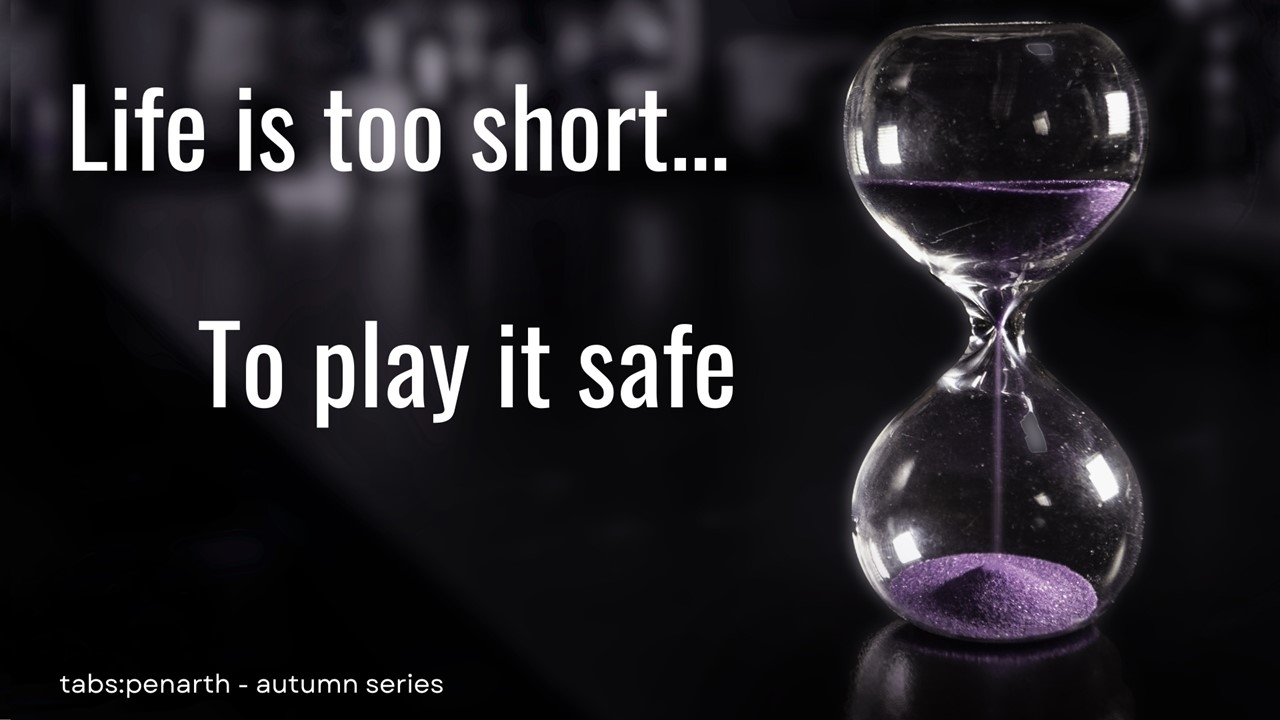 Life is too short...
To play it safe
tabs:penarth - autumn series